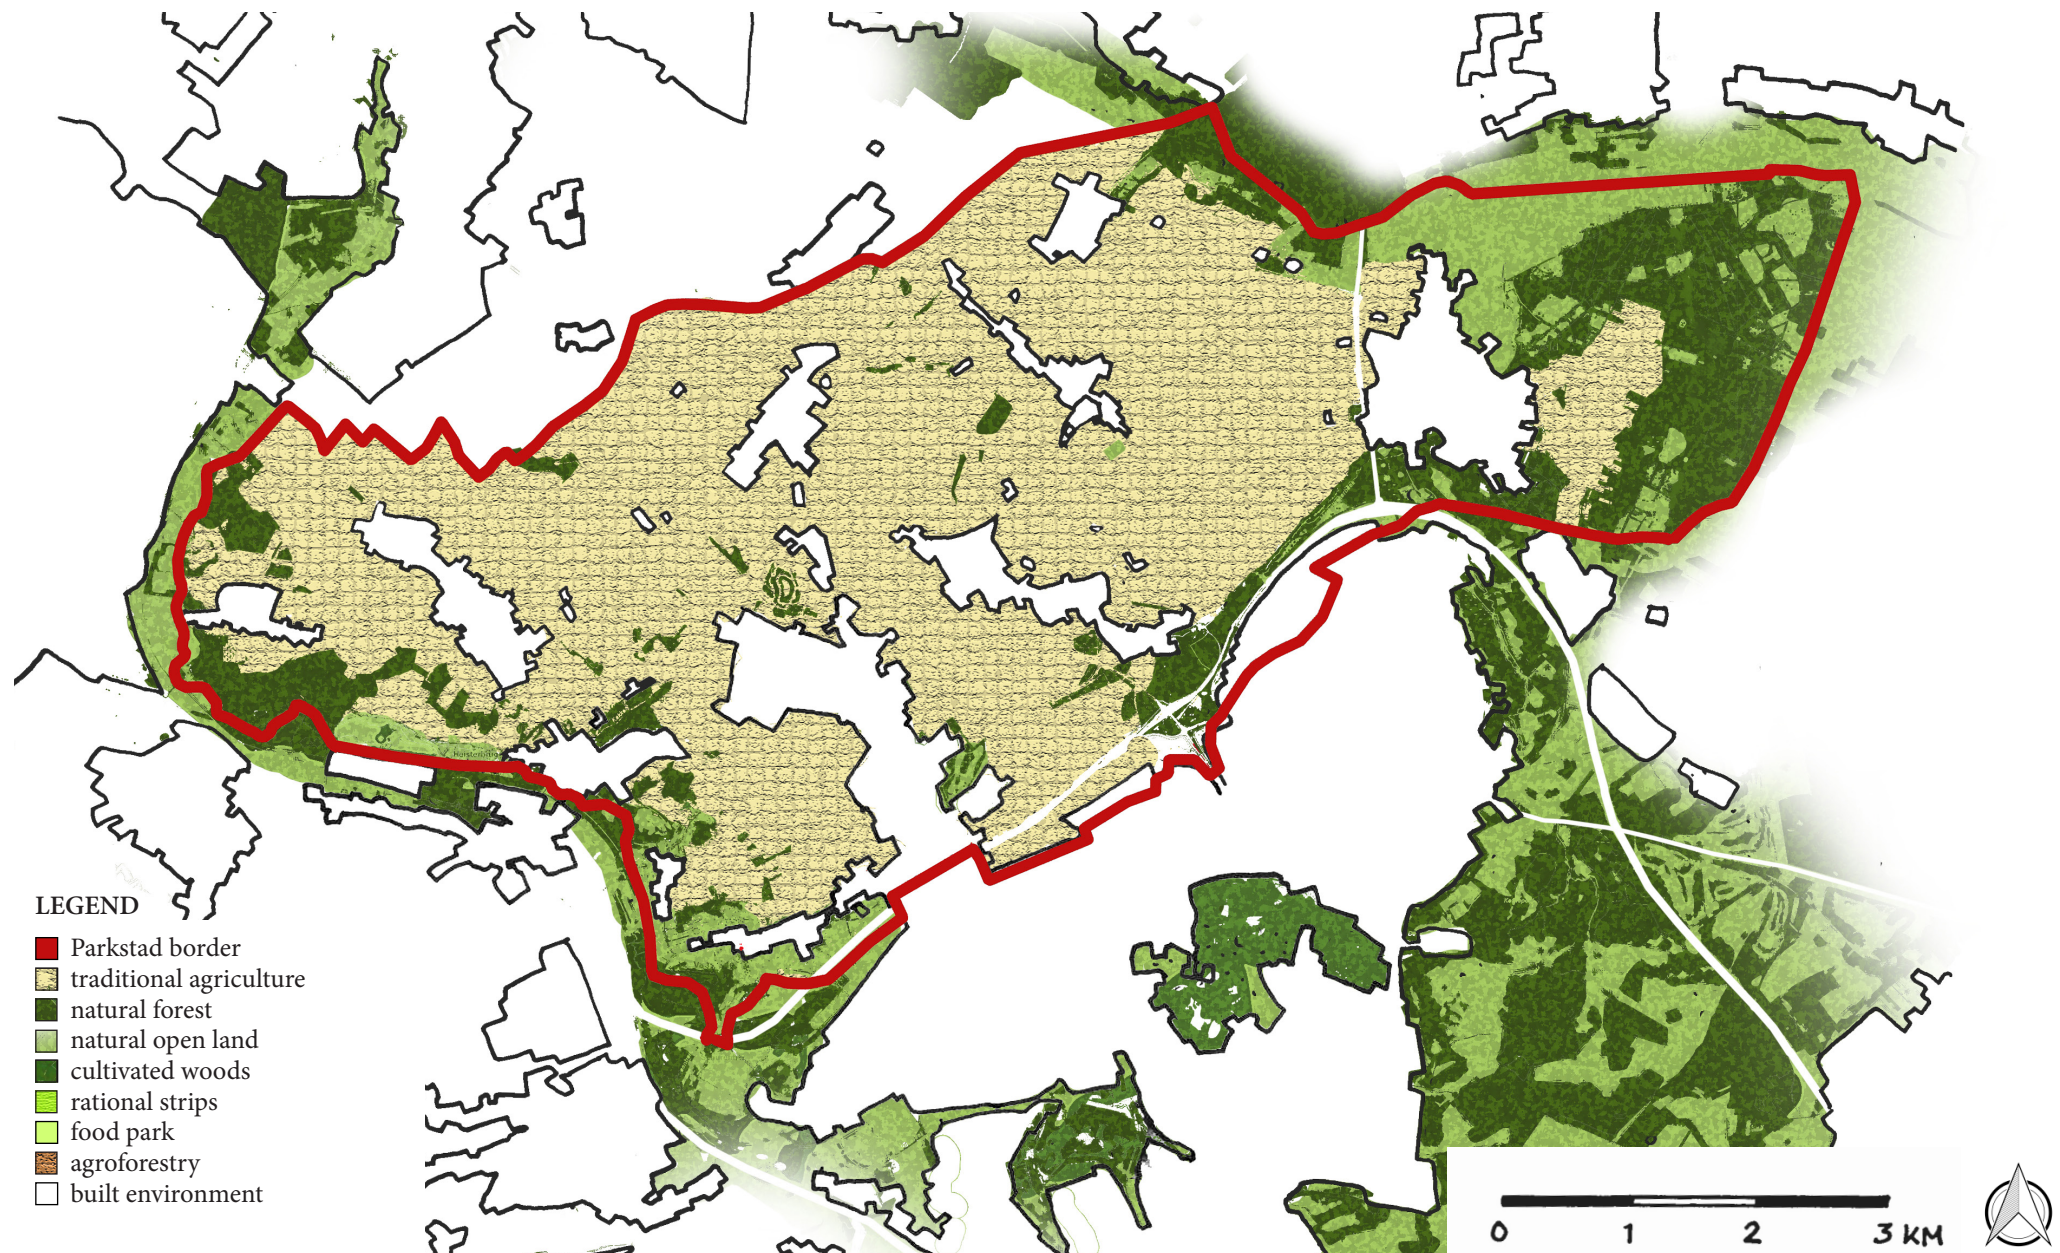 LEGEND
Parkstad border
traditional agriculture
natural forest
natural open land
cultivated woods
rational strips
food park
agroforestry
built environment
0 1 2 3 KM